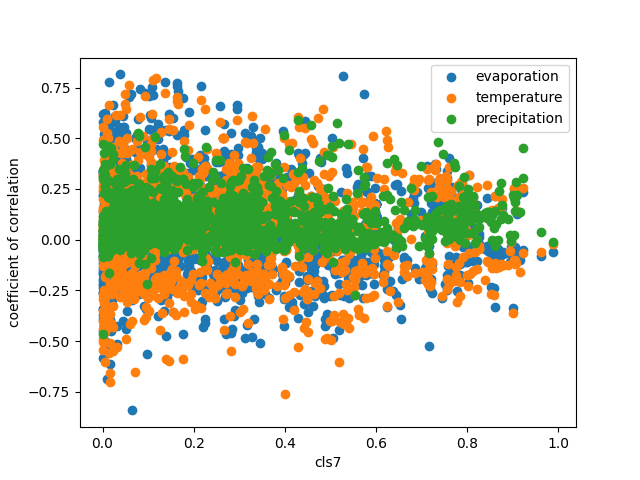 evaporation
temperature
precipitation
coefficient of correlation
0.75
0.50
0.25
0.00
−0.25
−0.50
−0.75
0.0 0.2 0.4 0.6 0.8 1.0
cls7